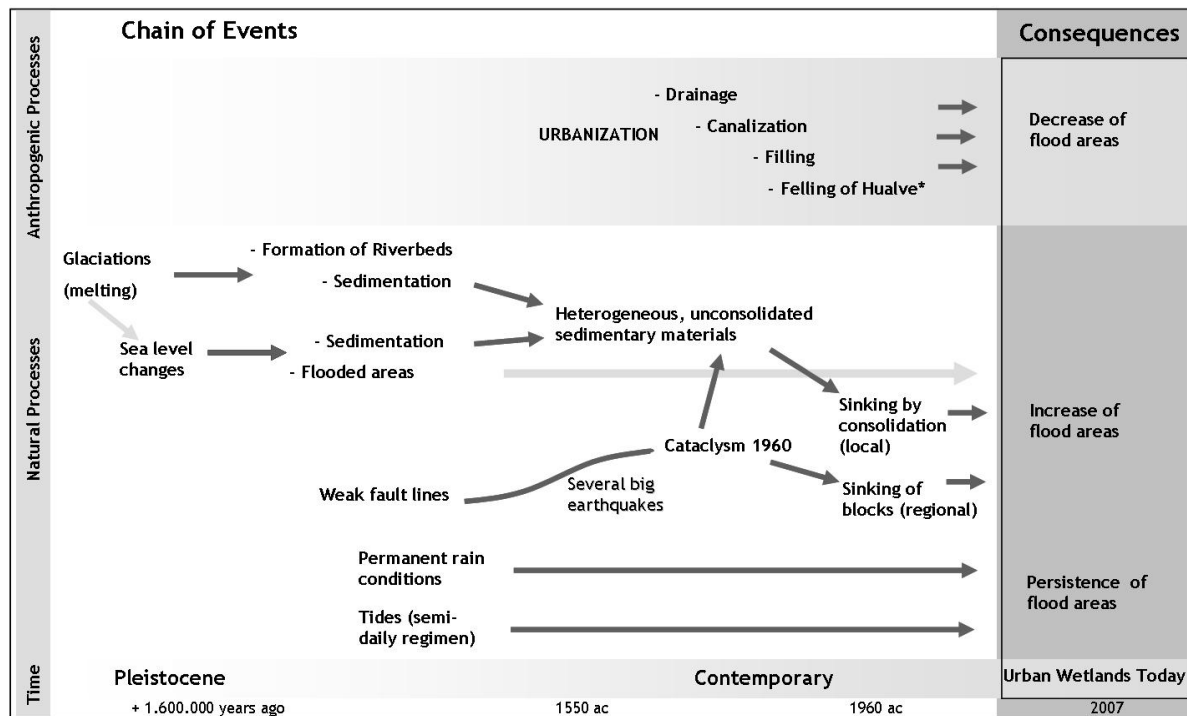 Chain of Events
Consequences
Anthropogenic Processes
- Drainage
URBANIZATION
- Canalization
- Filling
- Felling of Hualve*
Decrease of
flood areas
Natural Processes
Glaciations
(melting)
- Formation of Riverbeds
- Sedimentation
Sea level
changes
- Sedimentation
- Flooded areas
Heterogeneous, unconsolidated
sedimentary materials
Sinking by
consolidation
(local)
Increase of
flood areas
Cataclysm 1960
Weak fault lines
Several big
earthquakes
Sinking of
blocks (regional)
Permanent rain
conditions
Tides (semi-
daily regimen)
Persistence of
flood areas
Time
Pleistocene
Contemporary
Urban Wetlands Today
+ 1.600.000 years ago
1550 ac
1960 ac
2007